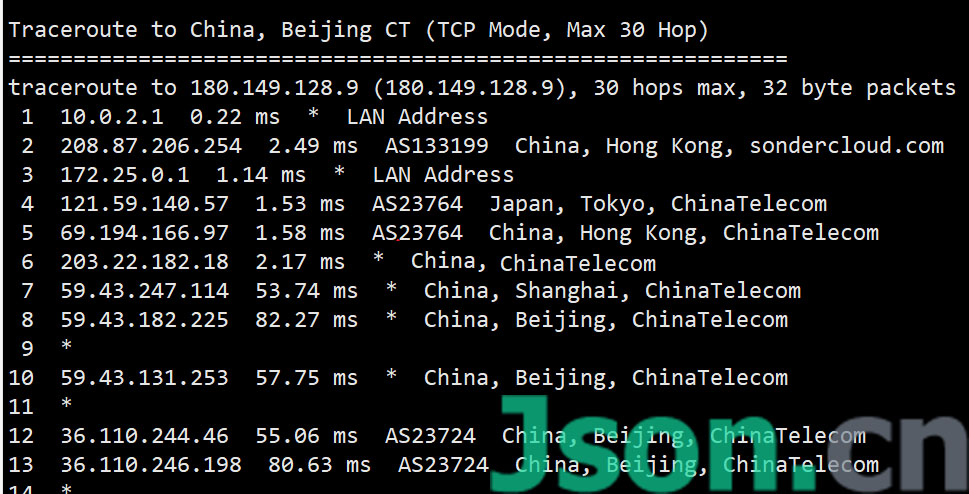 Traceroute to China, Beijing CT (TCP Mode, Max 30 Hop)
============================================================
traceroute to 180.149.128.9 (180.149.128.9), 30 hops max, 32 byte packets
1  10.0.2.1  0.22 ms  *  LAN Address
2  208.87.206.254  2.49 ms  AS133199  China, Hong Kong, sondercloud.com
3  172.25.0.1  1.14 ms  *  LAN Address
4  121.59.140.57  1.53 ms  AS23764  Japan, Tokyo, ChinaTelecom
5  69.194.166.97  1.58 ms  AS23764  China, Hong Kong, ChinaTelecom
6  203.22.182.18  2.17 ms  *  China, ChinaTelecom
7  59.43.247.114  53.74 ms  *  China, Shanghai, ChinaTelecom
8  59.43.182.225  82.27 ms  *  China, Beijing, ChinaTelecom
9  *
10  59.43.131.253  57.75 ms  *  China, Beijing, ChinaTelecom
11  *
12  36.110.244.46  55.06 ms  AS23724  China, Beijing, ChinaTelecom
13  36.110.246.198  80.63 ms  AS23724  China, Beijing, ChinaTelecom
14  *
Json.cn